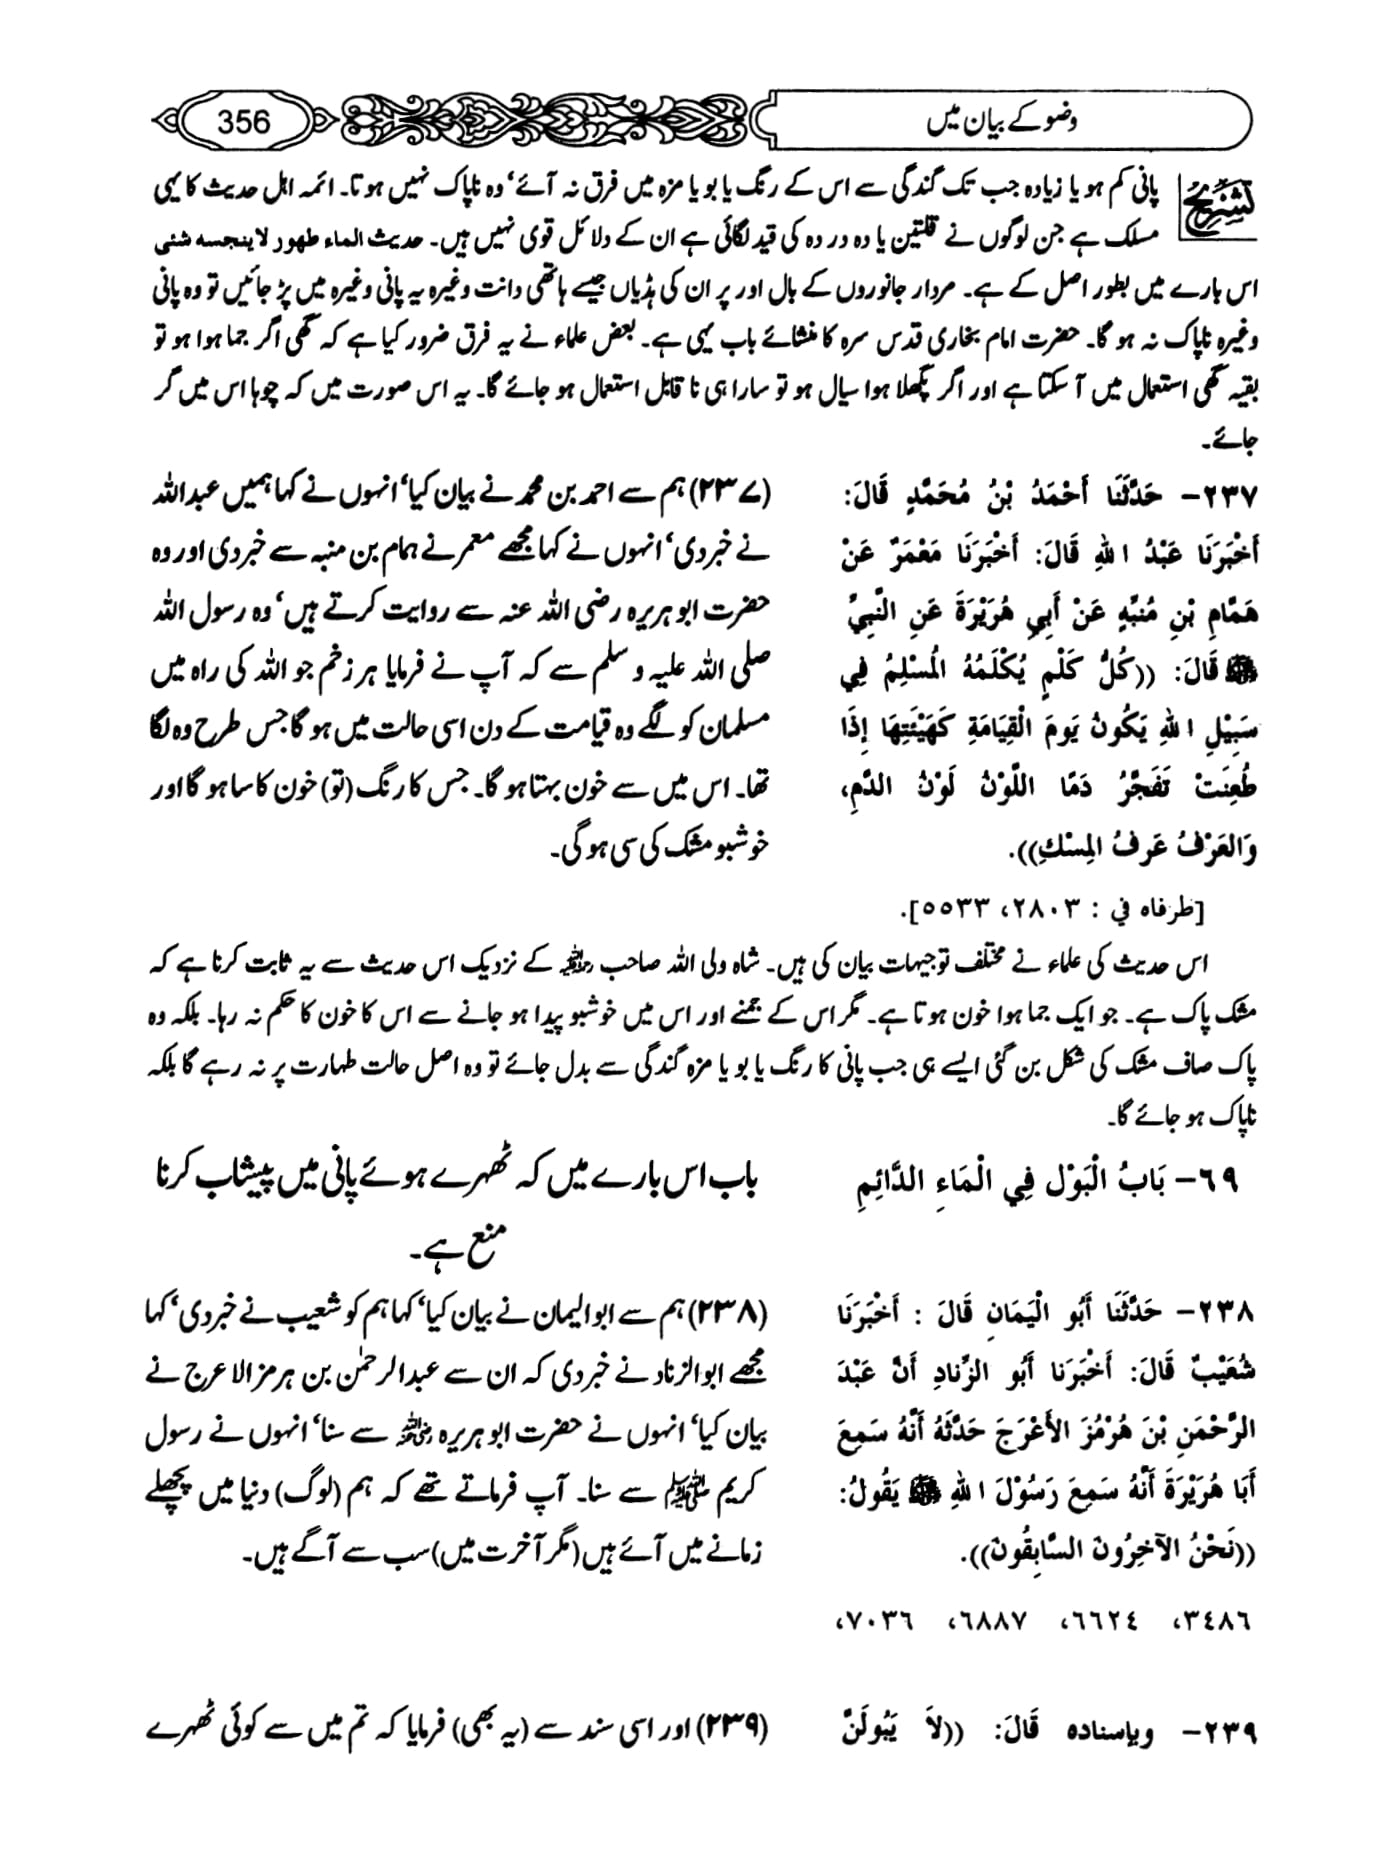 وضو کے بیان میں
356
تشریح
پانی کم ہو یا زیادہ جب تک گندگی سے اس کے رنگ یا بو یا مزہ میں فرق نہ آئے‘ وہ ناپاک نہیں ہوتا۔ ائمہ اہل حدیث کا یہی
مسلک ہے جن لوگوں نے قلتین یا دہ در دہ کی قید لگائی ہے ان کے دلائل قوی نہیں ہیں۔ حدیث الماء طهور لا ينجسه شئی
اس بارے میں بطور اصل کے ہے۔ مردار جانوروں کے بال اور پر ان کی ہڈیاں جیسے ہاتھی دانت وغیرہ یہ پانی وغیرہ میں پڑ جائیں تو وہ پانی
وغیرہ ناپاک نہ ہو گا۔ حضرت امام بخاری قدس سرہ کا منشائے باب یہی ہے۔ بعض علماء نے یہ فرق ضرور کیا ہے کہ گھی اگر جما ہوا ہو تو
بقیہ گھی استعمال میں آ سکتا ہے اور اگر پگھلا ہوا سیال ہو تو سارا ہی نا قابل استعمال ہو جائے گا۔ یہ اس صورت میں کہ چوہا اس میں گر
جائے۔
٢٣٧- حَدَّثَنَا أَحْمَدُ بْنُ مُحَمَّدٍ قَالَ:
أَخْبَرَنَا عَبْدُ اللهِ قَالَ: أَخْبَرَنَا مَعْمَرٌ عَنْ
هَمَّامِ بْنِ مُنَبِّهٍ عَنْ أَبِي هُرَيْرَةَ عَنِ النَّبِيِّ
ﷺ قَالَ: ((كُلُّ كَلْمٍ يُكْلَمُهُ الْمُسْلِمُ فِي
سَبِيْلِ اللهِ يَكُونُ يَومَ الْقِيَامَةِ كَهَيْئَتِهَا إِذَا
طُعِنَتْ تَفَجَّرُ دَمًا اللَّوْنُ لَوْنُ الدَّمِ،
وَالعَرْفُ عَرفُ المِسْكِ)).
[طرفاه في : ٢٨٠٣، ٥٥٣٣].
(۲۳۷) ہم سے احمد بن محمد نے بیان کیا‘ انہوں نے کہا ہمیں عبداللہ
نے خبر دی‘ انہوں نے کہا مجھے معمر نے ہمام بن منبہ سے خبر دی اور وہ
حضرت ابو ہریرہ رضی اللہ عنہ سے روایت کرتے ہیں‘ وہ رسول اللہ
صلی اللہ علیہ و سلم سے کہ آپ نے فرمایا ہر زخم جو اللہ کی راہ میں
مسلمان کو لگے وہ قیامت کے دن اسی حالت میں ہو گا جس طرح وہ لگا
تھا۔ اس میں سے خون بہتا ہو گا۔ جس کا رنگ (تو) خون کا سا ہو گا اور
خوشبو مشک کی سی ہو گی۔
اس حدیث کی علماء نے مختلف توجیہات بیان کی ہیں۔ شاہ ولی اللہ صاحب رحمۃ اللہ علیہ کے نزدیک اس حدیث سے یہ ثابت کرنا ہے کہ
مشک پاک ہے۔ جو ایک جما ہوا خون ہوتا ہے۔ مگر اس کے جمنے اور اس میں خوشبو پیدا ہو جانے سے اس کا خون کا حکم نہ رہا۔ بلکہ وہ
پاک صاف مشک کی شکل بن گئی ایسے ہی جب پانی کا رنگ یا بو یا مزہ گندگی سے بدل جائے تو وہ اصل حالت طہارت پر نہ رہے گا بلکہ
ناپاک ہو جائے گا۔
٦٩- بَابُ الْبَوْلِ فِي الْمَاءِ الدَّائِمِ
باب اس بارے میں کہ ٹھہرے ہوئے پانی میں پیشاب کرنا
منع ہے۔
٢٣٨- حَدَّثَنَا أَبُو الْيَمَانِ قَالَ : أَخْبَرَنَا
شُعَيْبٌ قَالَ: أَخْبَرَنا أَبُو الزِّنادِ أَنَّ عَبْدَ
الرَّحْمَنِ بْنَ هُرْمُزَ الأَعْرَجَ حَدَّثَهُ أَنَّهُ سَمِعَ
أَبَا هُرَيْرَةَ أَنَّهُ سَمِعَ رَسُوْلَ اللهِ ﷺ يَقُولُ:
((نَحْنُ الآخِرُونَ السَّابِقُونَ)).
٣٤٨٦، ٦٦٢٤، ٦٨٨٧، ٧٠٣٦،
(۲۳۸) ہم سے ابوالیمان نے بیان کیا‘ کہا ہم کو شعیب نے خبر دی‘ کہا
مجھے ابوالزناد نے خبر دی کہ ان سے عبدالرحمٰن بن ہرمز الاعرج نے
بیان کیا‘ انہوں نے حضرت ابو ہریرہ رضی اللہ عنہ سے سنا‘ انہوں نے رسول
کریم ﷺ سے سنا۔ آپ فرماتے تھے کہ ہم (لوگ) دنیا میں پچھلے
زمانے میں آئے ہیں (مگر آخرت میں) سب سے آگے ہیں۔
٢٣٩- وبإسناده قَالَ: ((لاَ يَبُولَنَّ
(۲۳۹) اور اسی سند سے (یہ بھی) فرمایا کہ تم میں سے کوئی ٹھہرے